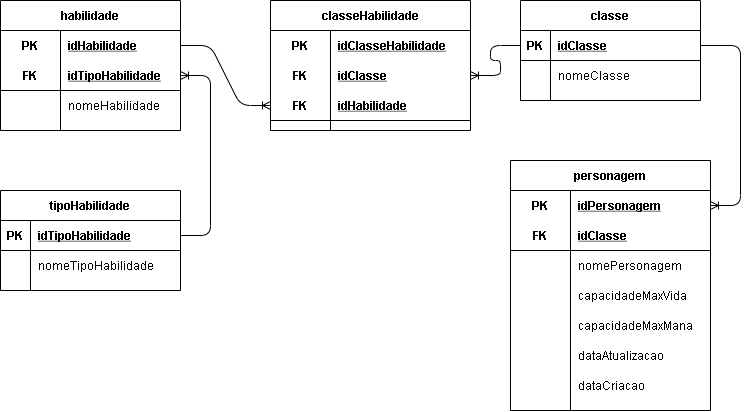 habilidade
PK idHabilidade
FK idTipoHabilidade
nomeHabilidade
classeHabilidade
PK idClasseHabilidade
FK idClasse
FK idHabilidade
classe
PK idClasse
nomeClasse
tipoHabilidade
PK idTipoHabilidade
nomeTipoHabilidade
personagem
PK idPersonagem
FK idClasse
nomePersonagem
capacidadeMaxVida
capacidadeMaxMana
dataAtualizacao
dataCriacao